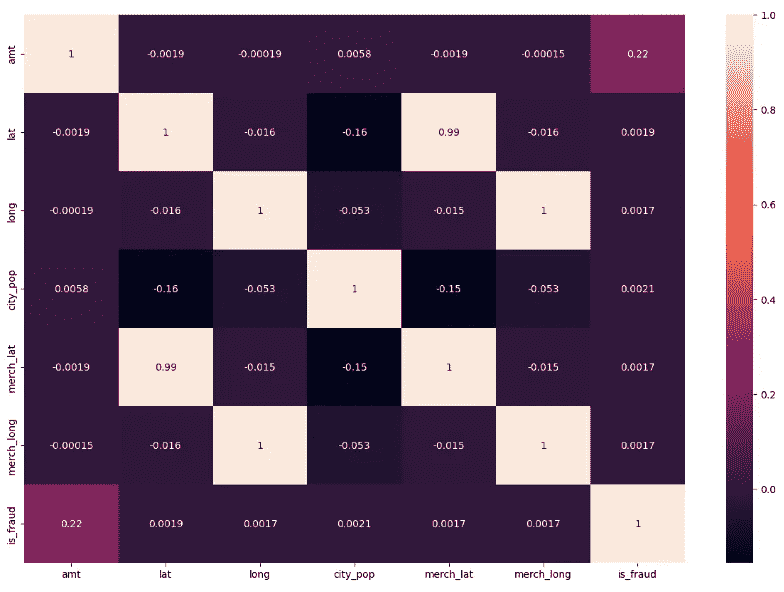 1.0
amt 1 -0.0019 -0.00019 0.0058 -0.0019 -0.00015 0.22
lat -0.0019 1 -0.016 -0.16 0.99 -0.016 0.0019
0.8
long -0.00019 -0.016 1 -0.053 -0.015 1 0.0017
0.6
city_pop 0.0058 -0.16 -0.053 1 -0.15 -0.053 0.0021
0.4
merch_lat -0.0019 0.99 -0.015 -0.15 1 -0.015 0.0017
0.2
merch_long -0.00015 -0.016 1 -0.053 -0.015 1 0.0017
0.0
is_fraud 0.22 0.0019 0.0017 0.0021 0.0017 0.0017 1
amt lat long city_pop merch_lat merch_long is_fraud